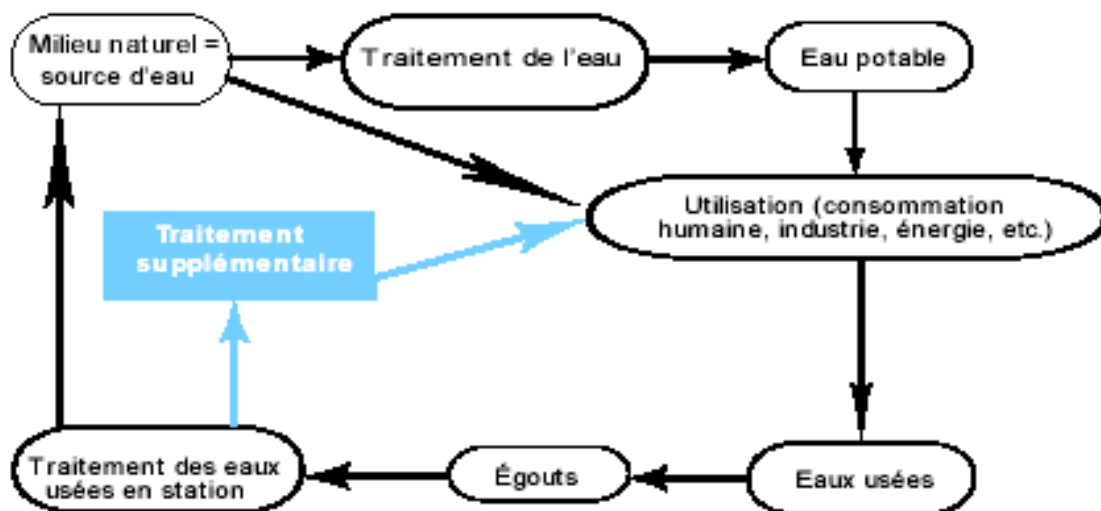 Milieu naturel =
source d'eau
Traitement de l'eau
Eau potable
Utilisation (consommation
humaine, industrie, énergie, etc.)
Traitement
supplémentaire
Traitement des eaux
usées en station
Égouts
Eaux usées